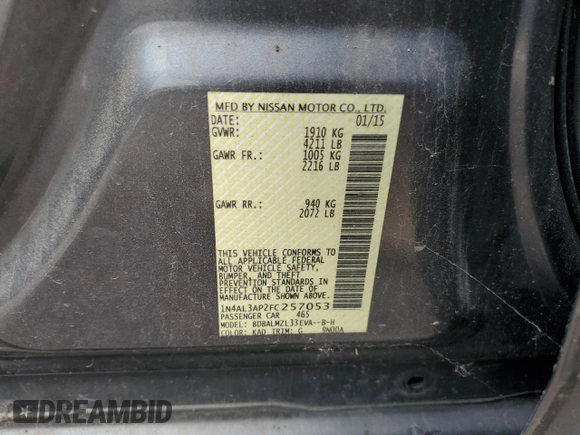 MFD BY NISSAN MOTOR CO., LTD.
DATE: 01/15
GVWR: 1910 KG
4211 LB
GAWR FR.: 1005 KG
2216 LB
GAWR RR.: 940 KG
2072 LB
THIS VEHICLE CONFORMS TO
ALL APPLICABLE FEDERAL
MOTOR VEHICLE SAFETY,
BUMPER, AND THEFT
PREVENTION STANDARDS IN
EFFECT ON THE DATE OF
MANUFACTURE SHOWN ABOVE.
1N4AL3AP2FC257053
PASSENGER CAR 465
MODEL: BDBALMZL33EVA--B-H
COLOR: KAD TRIM: G 9N00A
DREAMBID